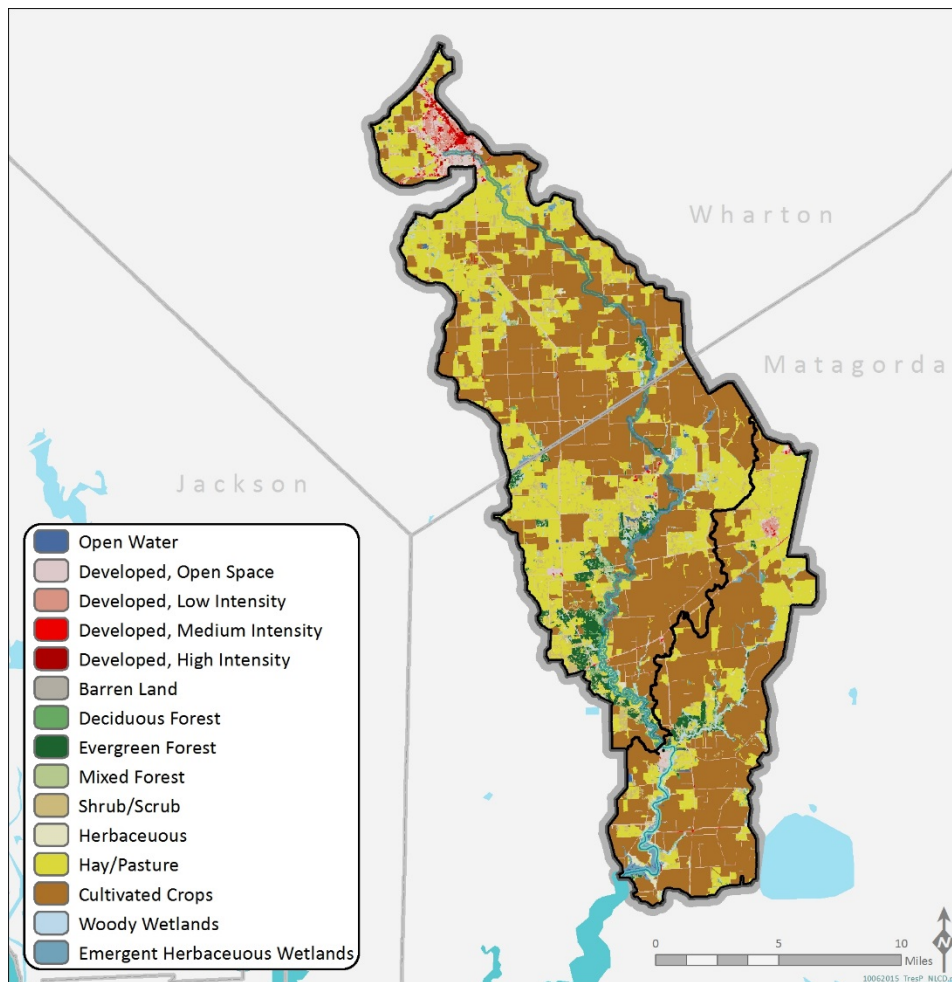 Wharton
Matagorda
Jackson
Open Water
Developed, Open Space
Developed, Low Intensity
Developed, Medium Intensity
Developed, High Intensity
Barren Land
Deciduous Forest
Evergreen Forest
Mixed Forest
Shrub/Scrub
Herbaceous
Hay/Pasture
Cultivated Crops
Woody Wetlands
Emergent Herbaceuous Wetlands
0 5 10
Miles
N
10062015_TresP_NLCD